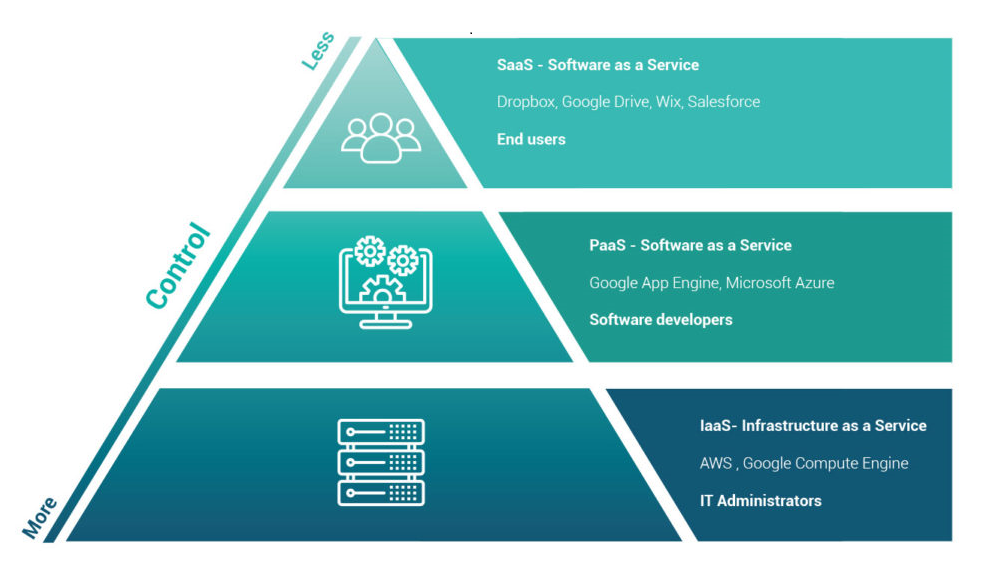 Less
SaaS - Software as a Service
Dropbox, Google Drive, Wix, Salesforce
End users
Control
PaaS - Software as a Service
Google App Engine, Microsoft Azure
Software developers
More
IaaS- Infrastructure as a Service
AWS , Google Compute Engine
IT Administrators